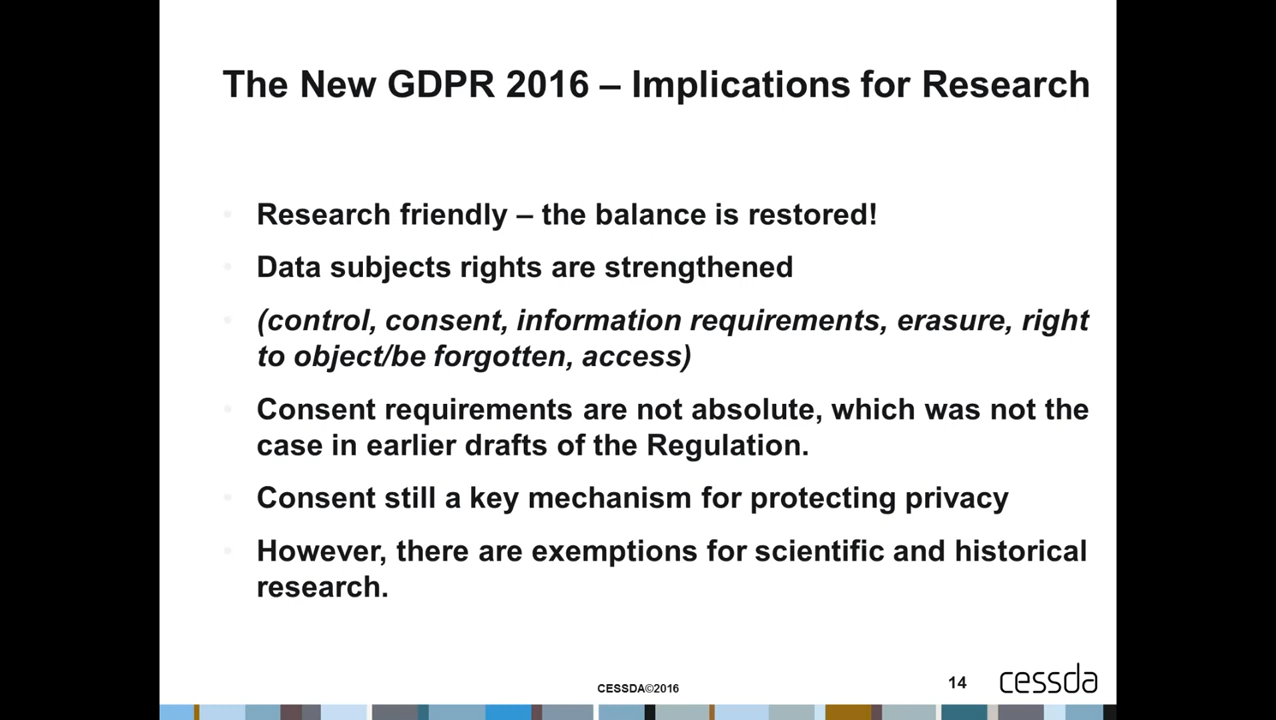 The New GDPR 2016 – Implications for Research
• Research friendly – the balance is restored!
• Data subjects rights are strengthened
• (control, consent, information requirements, erasure, right
to object/be forgotten, access)
• Consent requirements are not absolute, which was not the
case in earlier drafts of the Regulation.
• Consent still a key mechanism for protecting privacy
• However, there are exemptions for scientific and historical
research.
CESSDA©2016
14
cessda